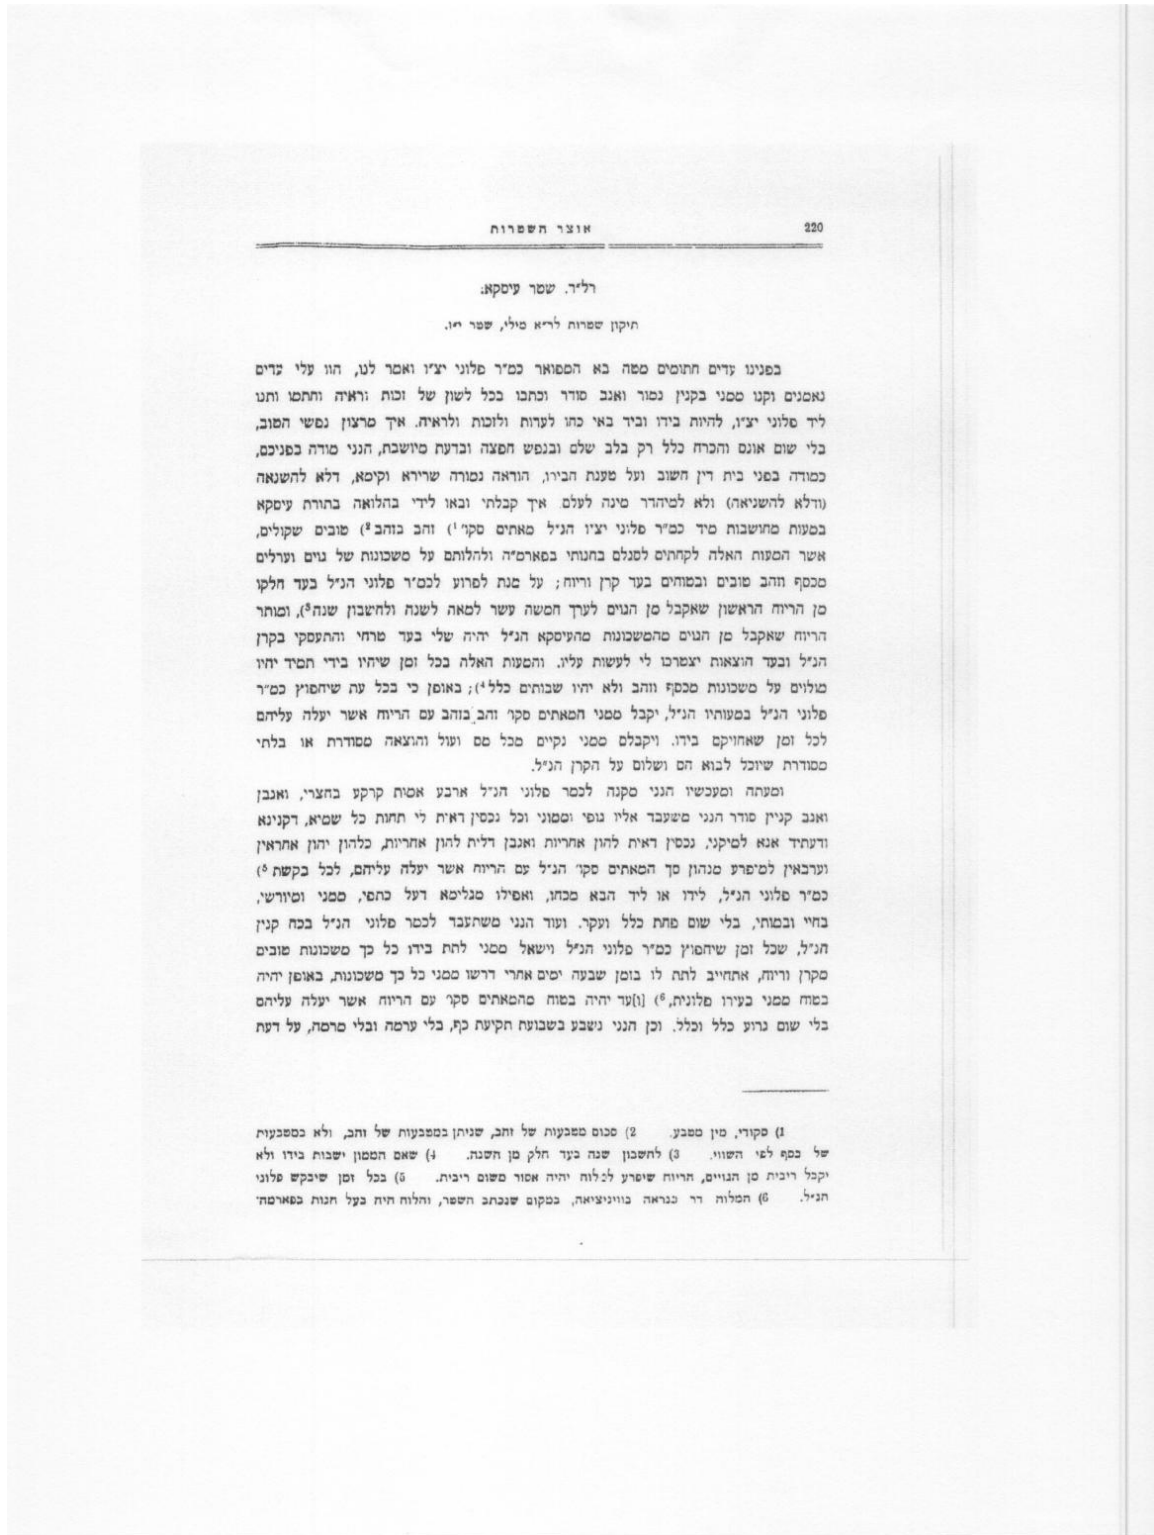 220 אוצר השטרות
רל״ד. שטר עיסקא:
תיקון שטרות לר״א מילי, שטר י״ו.
בפנינו עדים חתומים מטה בא המפואר כמ״ר פלוני יצ״ו ואמר לנו, הוו עלי עדים
נאמנים וקנו ממני בקנין גמור ואגב סודר וכתבו בכל לשון של זכות וראיה וחתמו ותנו
ליד פלוני יצ״ו, להיות בידו וביד באי כחו לעדות ולזכות ולראיה. איך מרצון נפשי הטוב,
בלי שום אונס והכרח כלל רק בלב שלם ובנפש חפצה ובדעת מיושבת, הנני מודה בפניכם,
כמודה בפני בית דין חשוב ועל טענת חבירו, הוראה גמורה שרירא וקימא, דלא להשנאה
(ודלא להשניאה) ולא למיהדר מינה לעלם. איך קבלתי ובאו לידי בהלואה בתורת עיסקא
במעות מחושבות מיד כמ״ר פלוני יצ״ו הנ״ל מאתים סקו׳ 1) זהב בזהב 2) טובים שקולים,
אשר המעות האלה לקחתים לסגלם בחנותי בפארמ״ה ולהלותם על משכונות של גוים וערלים
מכסף וזהב טובים ובטוחים בעד קרן וריוח; על מנת לפרוע לכמ״ר פלוני הנ״ל בעד חלקו
מן הריוח הראשון שאקבל מן הגוים לערך חמשה עשר למאה לשנה ולחשבון שנה3), ומותר
הריוח שאקבל מן הגוים מהמשכונות מהעיסקא הנ״ל יהיה שלי בעד טרחי והתעסקי בקרן
הנ״ל ובעד הוצאות יצטרכו לי לעשות עליו. והמעות האלה בכל זמן שיהיו בידי תמיד יהיו
מולוים על משכונות מכסף וזהב ולא יהיו שבותים כלל4); באופן כי בכל עת שיחפוץ כמ״ר
פלוני הנ״ל במעותיו הנ״ל, יקבל ממני המאתים סקו׳ זהב בזהב עם הריוח אשר יעלה עליהם
לכל זמן שאחזיקם בידו. ויקבלם ממני נקיים מכל מס ועול והוצאה מסודרת או בלתי
מסודרת שיוכל לבוא הם ושלום על הקרן הנ״ל.
ומעתה ומעכשיו הנני מקנה לכמר פלוני הנ״ל ארבע אמות קרקע בחצרי, ואגבן
ואגב קניין סודר הנני משעבד אליו גופי וממוני וכל נכסין דאית לי תחות כל שמיא, דקנינא
ודעתיד אנא למיקני, נכסין דאית להון אחריות ואגבן דלית להון אחריות, כלהון יהון אחראין
וערבאין למיפרע מנהון סך המאתים סקו׳ הנ״ל עם הריוח אשר יעלה עליהם, לכל בקשת 5)
כמ״ר פלוני הנ״ל, לידו או ליד הבא מכחו, ואפילו מגלימא דעל כתפי, ממני ומיורשי,
בחיי ובמותי, בלי שום פחת כלל ועקר. ועוד הנני משתעבד לכמר פלוני הנ״ל בכח קנין
הנ״ל, שכל זמן שיחפוץ כמ״ר פלוני הנ״ל וישאל ממני לתת בידו כל כך משכונות טובים
מקרן וריוח, אתחייב לתת לו בזמן שבעה ימים אחרי דרשו ממני כל כך משכונות, באופן יהיה
בטוח ממני בעירו פלונית,6) [ו]עד יהיה בטוח מהמאתים סקו׳ עם הריוח אשר יעלה עליהם
בלי שום גרוע כלל וכלל. וכן הנני נשבע בשבועת תקיעת כף, בלי ערמה ובלי מרמה, על דעת
1) סקודי, מין מטבע. 2) סכום מטבעות של זהב, שניתן במטבעות של זהב, ולא במטבעות
של כסף לפי השווי. 3) לחשבון שנה בעד חלק מן השנה. 4) שאם הממון ישבות בידו ולא
יקבל ריבית מן הגויים, הריוח שיפרע למלוה יהיה אסור משום ריבית. 5) בכל זמן שיבקש פלוני
הנ״ל. 6) המלוה דר כנראה בוויניציאה, במקום שנכתב השטר, והלוה היה בעל חנות בפארמה׳